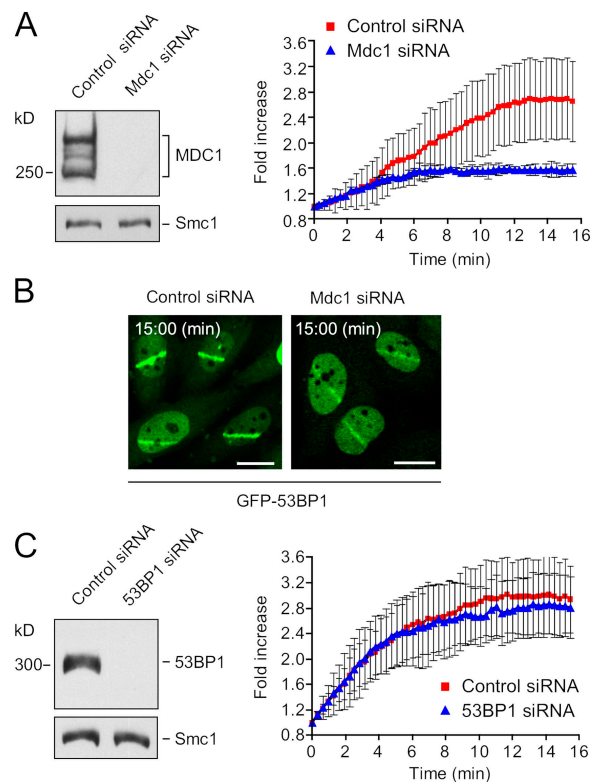 A
Control siRNA
Mdc1 siRNA
kD
250
MDC1
Smc1
Control siRNA
Mdc1 siRNA
Fold increase
3.6
3.2
2.8
2.4
2.0
1.6
1.2
0.8
0 2 4 6 8 10 12 14 16
Time (min)
B
Control siRNA
Mdc1 siRNA
15:00 (min)
15:00 (min)
GFP-53BP1
C
Control siRNA
53BP1 siRNA
kD
300
53BP1
Smc1
Fold increase
3.6
3.2
2.8
2.4
2.0
1.6
1.2
0.8
Control siRNA
53BP1 siRNA
0 2 4 6 8 10 12 14 16
Time (min)